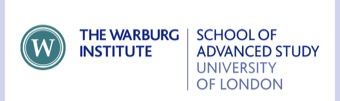 W
THE WARBURG
INSTITUTE
SCHOOL OF
ADVANCED STUDY
UNIVERSITY
OF LONDON